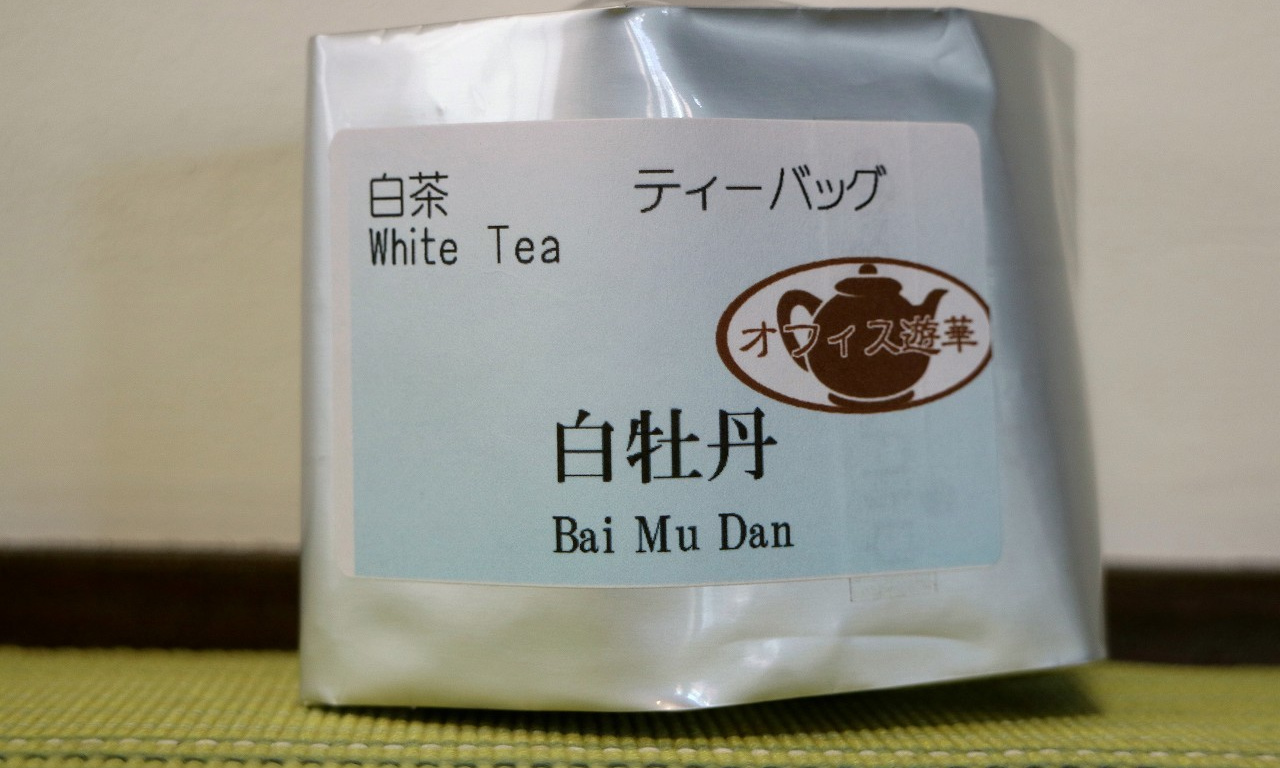 白茶
ティーバッグ
White Tea
オフィス遊華
白牡丹
Bai Mu Dan